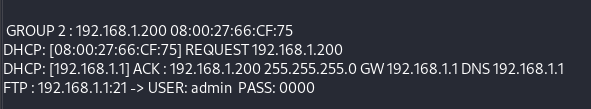 GROUP 2 : 192.168.1.200 08:00:27:66:CF:75
DHCP: [08:00:27:66:CF:75] REQUEST 192.168.1.200
DHCP: [192.168.1.1] ACK : 192.168.1.200 255.255.255.0 GW 192.168.1.1 DNS 192.168.1.1
FTP : 192.168.1.1:21 -> USER: admin PASS: 0000